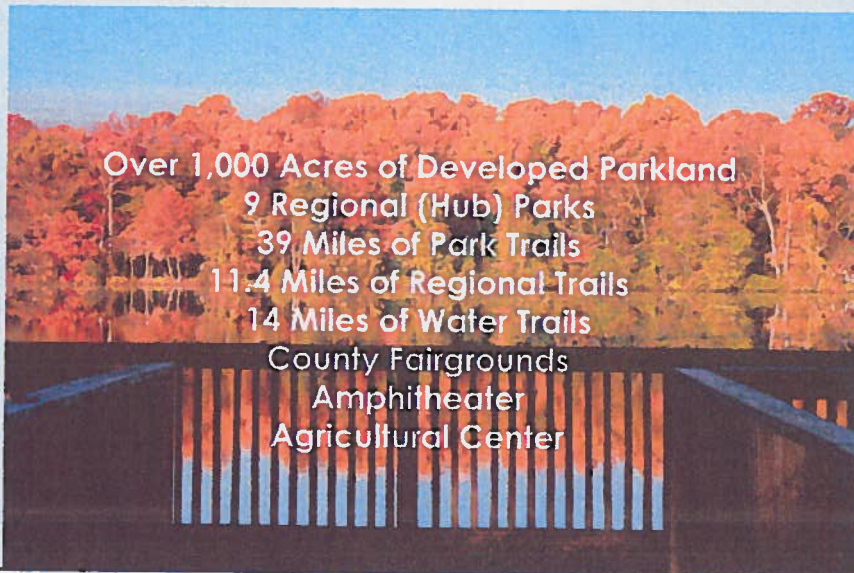 Over 1,000 Acres of Developed Parkland
9 Regional (Hub) Parks
39 Miles of Park Trails
11.4 Miles of Regional Trails
14 Miles of Water Trails
County Fairgrounds
Amphitheater
Agricultural Center